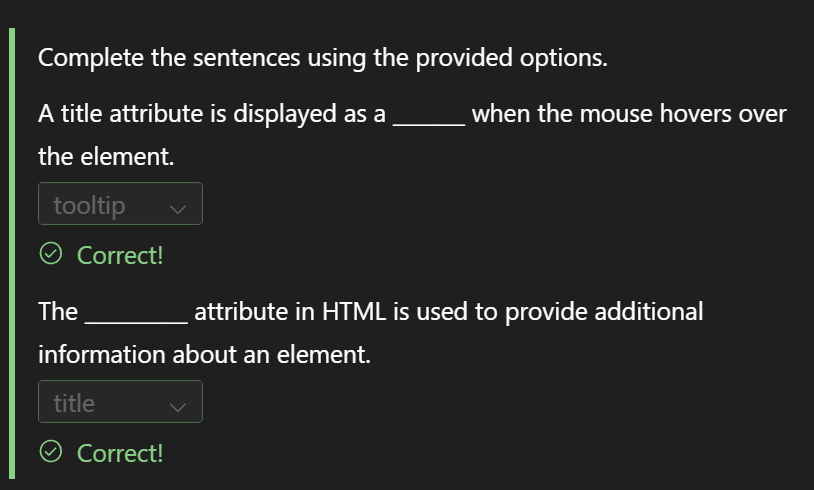 Complete the sentences using the provided options.
A title attribute is displayed as a ______ when the mouse hovers over
the element.
tooltip
Correct!
The _________ attribute in HTML is used to provide additional
information about an element.
title
Correct!